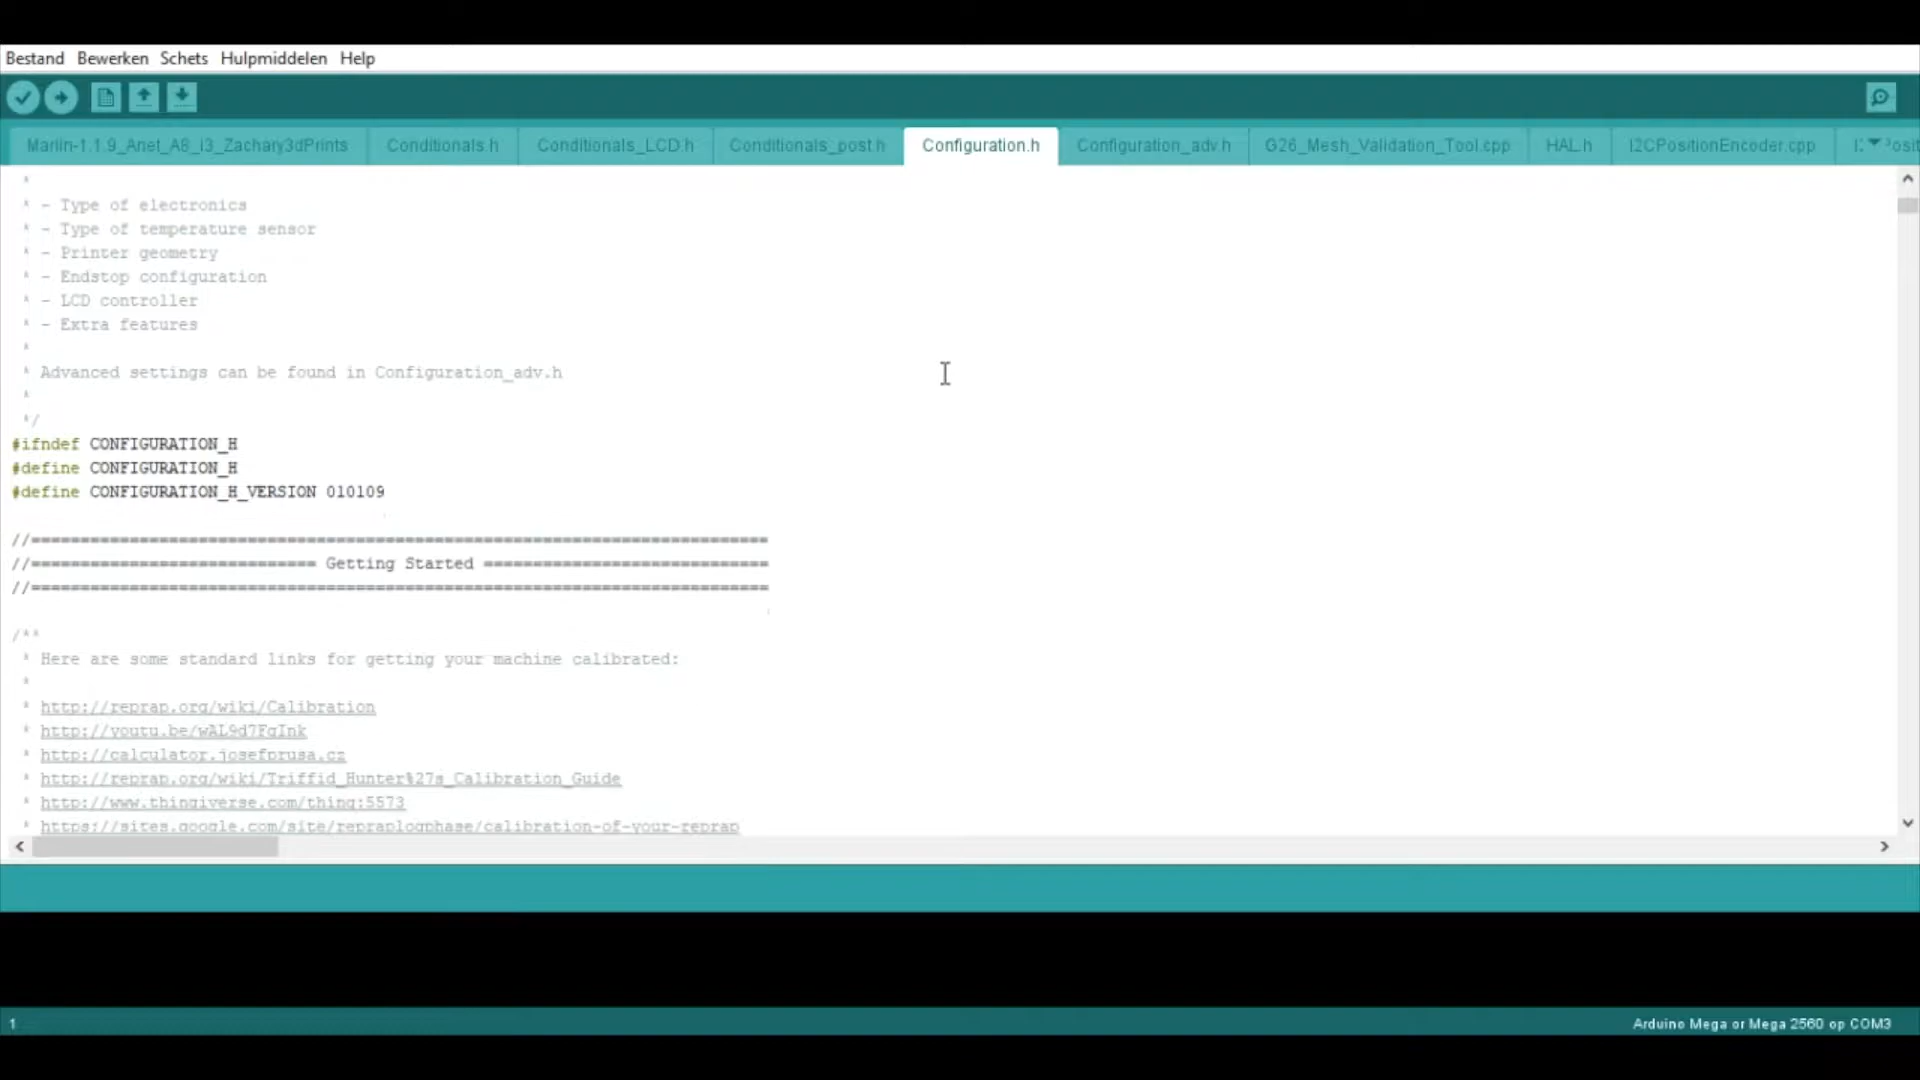 Bestand Bewerken Schets Hulpmiddelen Help
Marlin-1.1.9_Anet_A8_i3_Zachary3dPrints Conditionals.h Conditionals_LCD.h Conditionals_post.h Configuration.h Configuration_adv.h G26_Mesh_Validation_Tool.cpp HAL.h I2CPositionEncoder.cpp
*
* - Type of electronics
* - Type of temperature sensor
* - Printer geometry
* - Endstop configuration
* - LCD controller
* - Extra features
*
* Advanced settings can be found in Configuration_adv.h
*
*/
#ifndef CONFIGURATION_H
#define CONFIGURATION_H
#define CONFIGURATION_H_VERSION 010109
//===========================================================================
//============================= Getting Started =============================
//===========================================================================
/**
* Here are some standard links for getting your machine calibrated:
*
* http://reprap.org/wiki/Calibration
* http://youtu.be/wAL9d7FgInk
* http://calculator.josefprusa.cz
* http://reprap.org/wiki/Triffid_Hunter%27s_Calibration_Guide
* http://www.thingiverse.com/thing:5573
* https://sites.google.com/site/repraplogphase/calibration-of-your-reprap
1
Arduino Mega or Mega 2560 op COM3